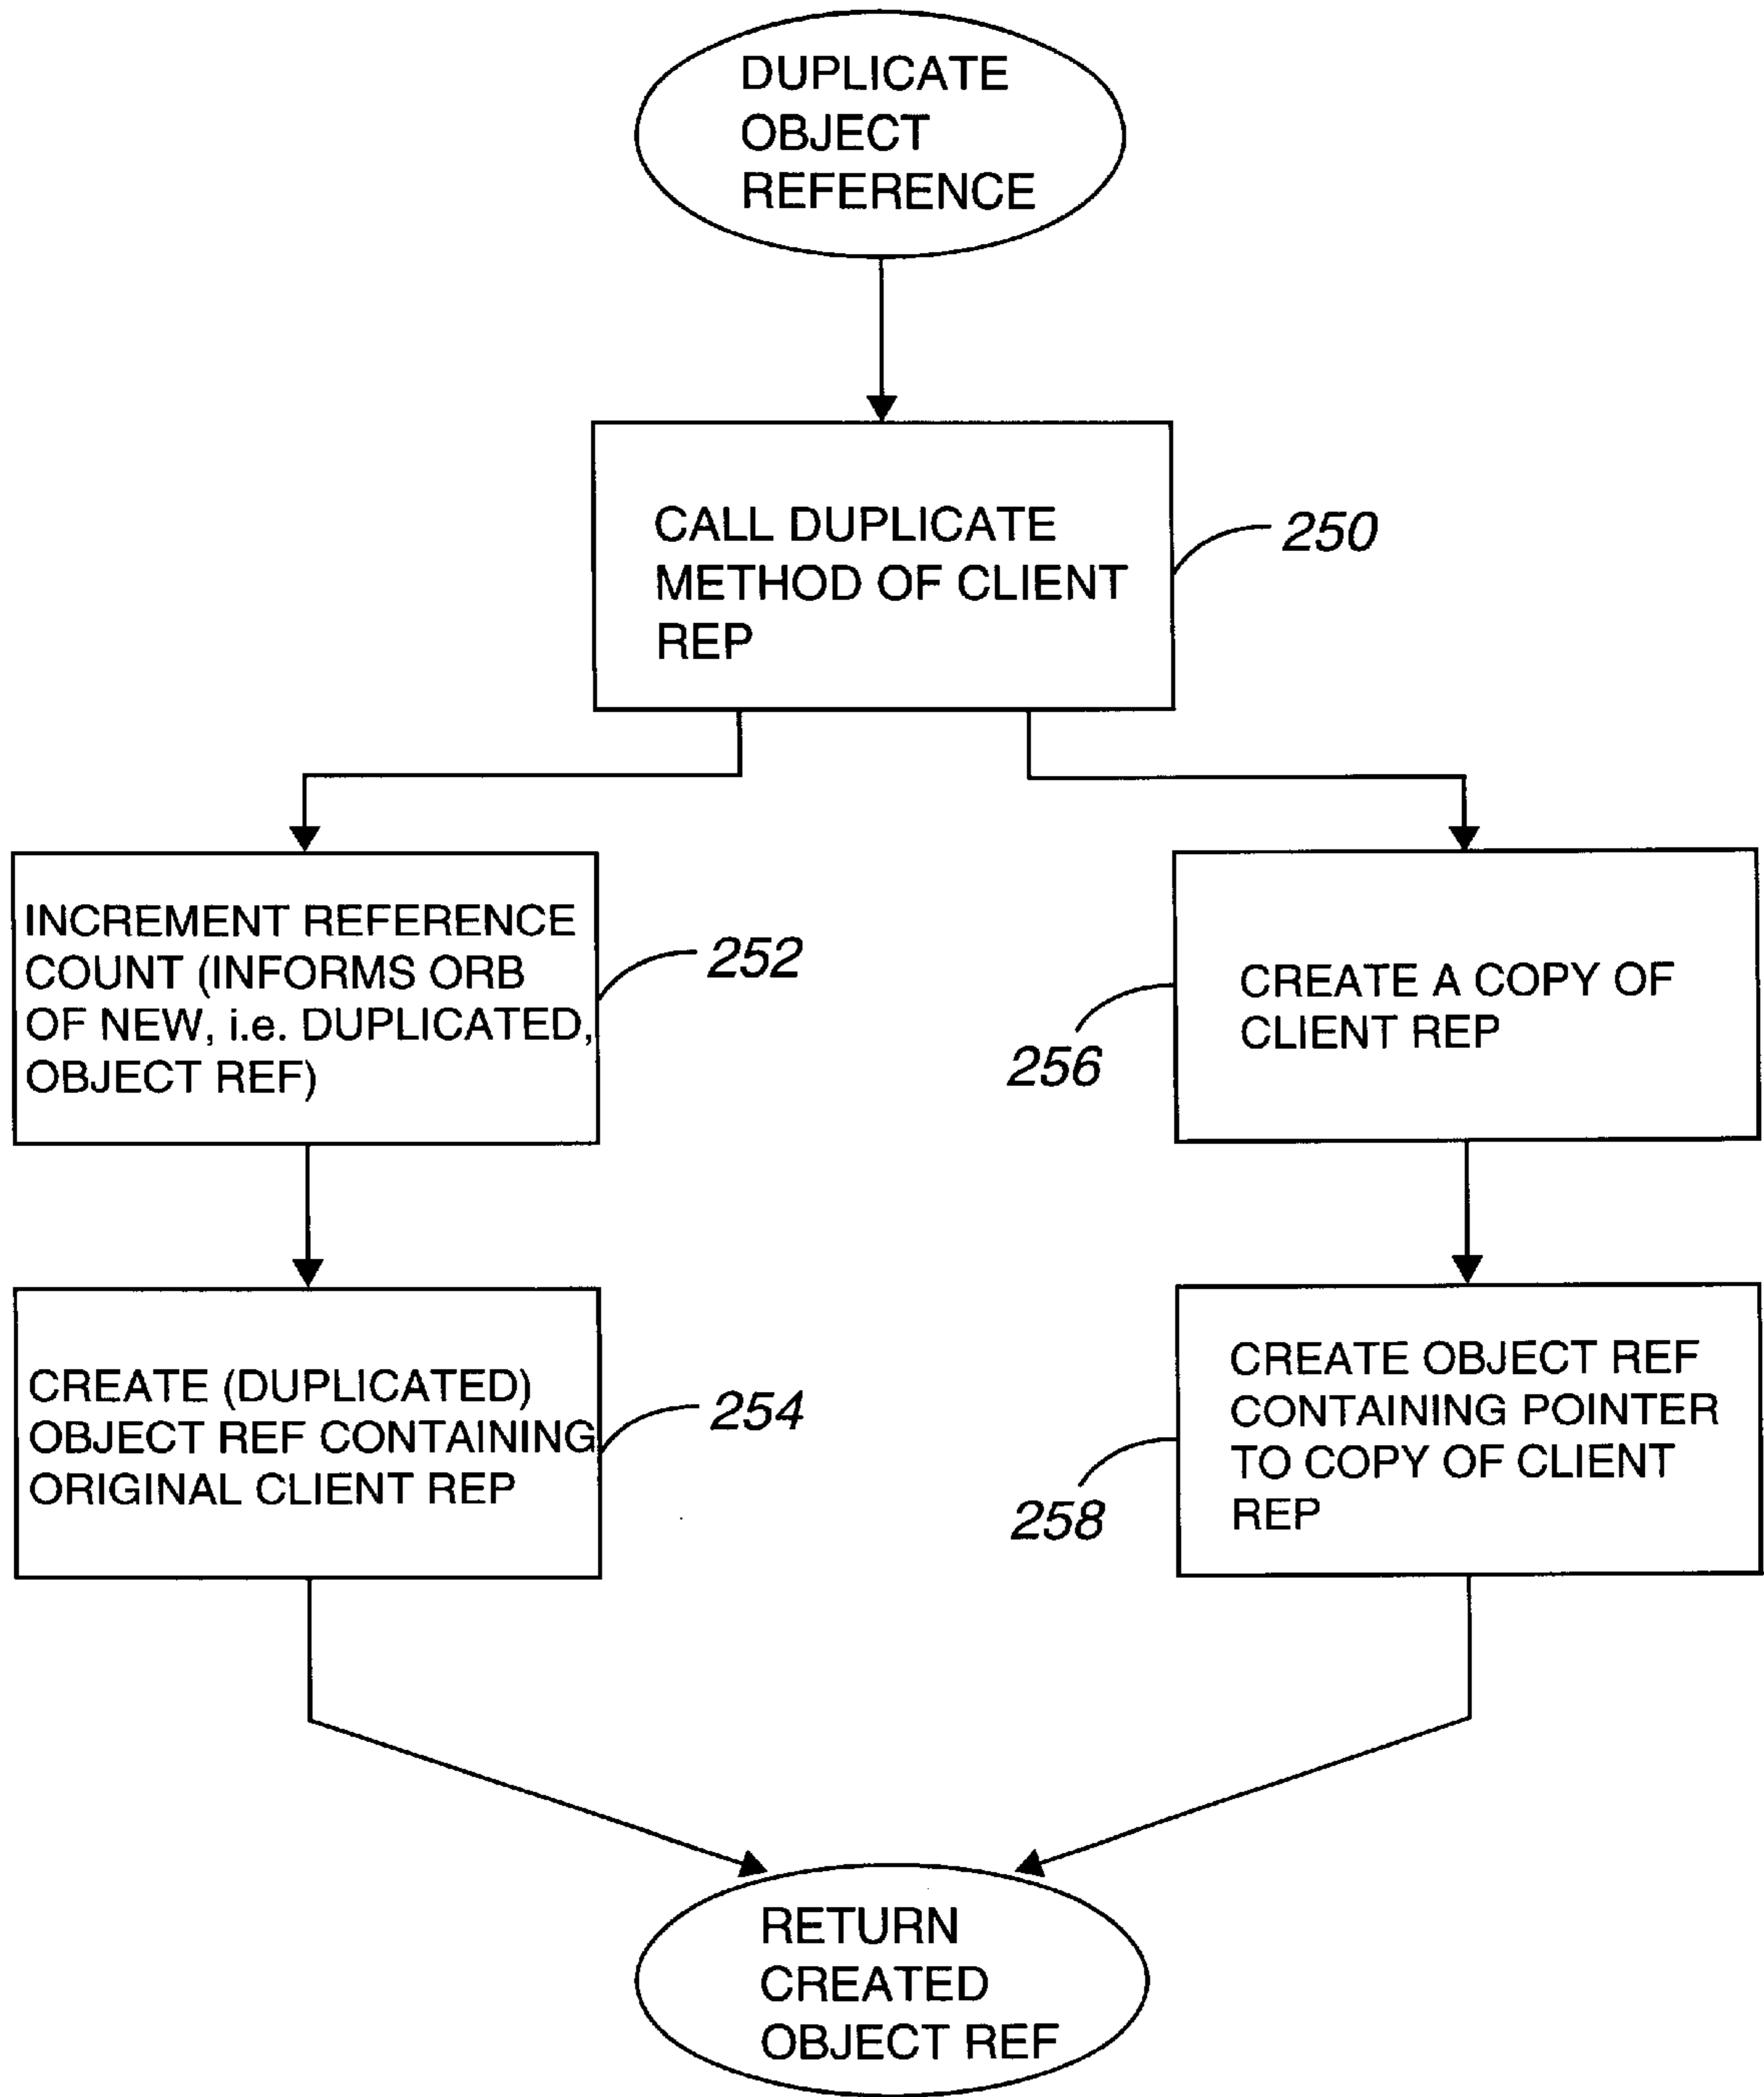 DUPLICATE
OBJECT
REFERENCE
CALL DUPLICATE
METHOD OF CLIENT
REP
250
INCREMENT REFERENCE
COUNT (INFORMS ORB
OF NEW, i.e. DUPLICATED,
OBJECT REF)
252
CREATE A COPY OF
CLIENT REP
256
CREATE (DUPLICATED)
OBJECT REF CONTAINING
ORIGINAL CLIENT REP
254
CREATE OBJECT REF
CONTAINING POINTER
TO COPY OF CLIENT
REP
258
RETURN
CREATED
OBJECT REF